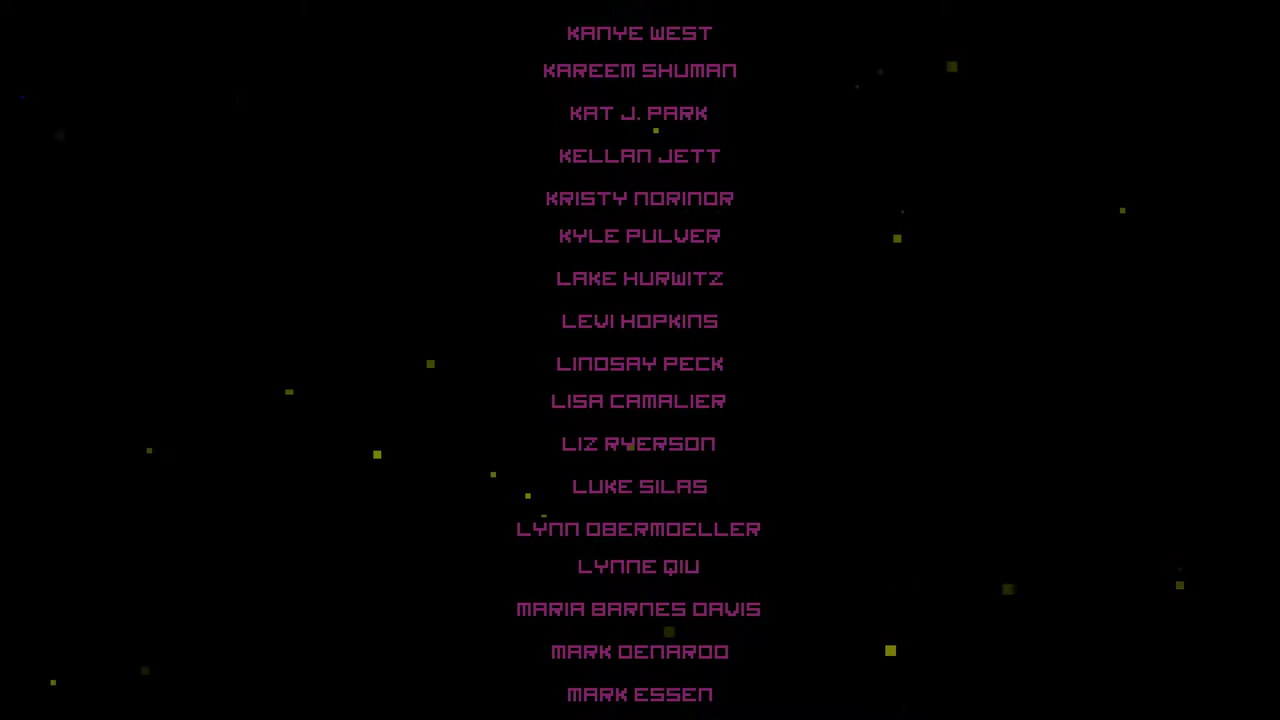 KANYE WEST
KAREEM SHUMAN
KAT J. PARK
KELLAN JETT
KRISTY NORINOR
KYLE PULVER
LAKE HURWITZ
LEVI HOPKINS
LINDSAY PECK
LISA CAMALIER
LIZ RYERSON
LUKE SILAS
LYNN OBERMOELLER
LYNNE QIU
MARIA BARNES DAVIS
MARK DENARDO
MARK ESSEN